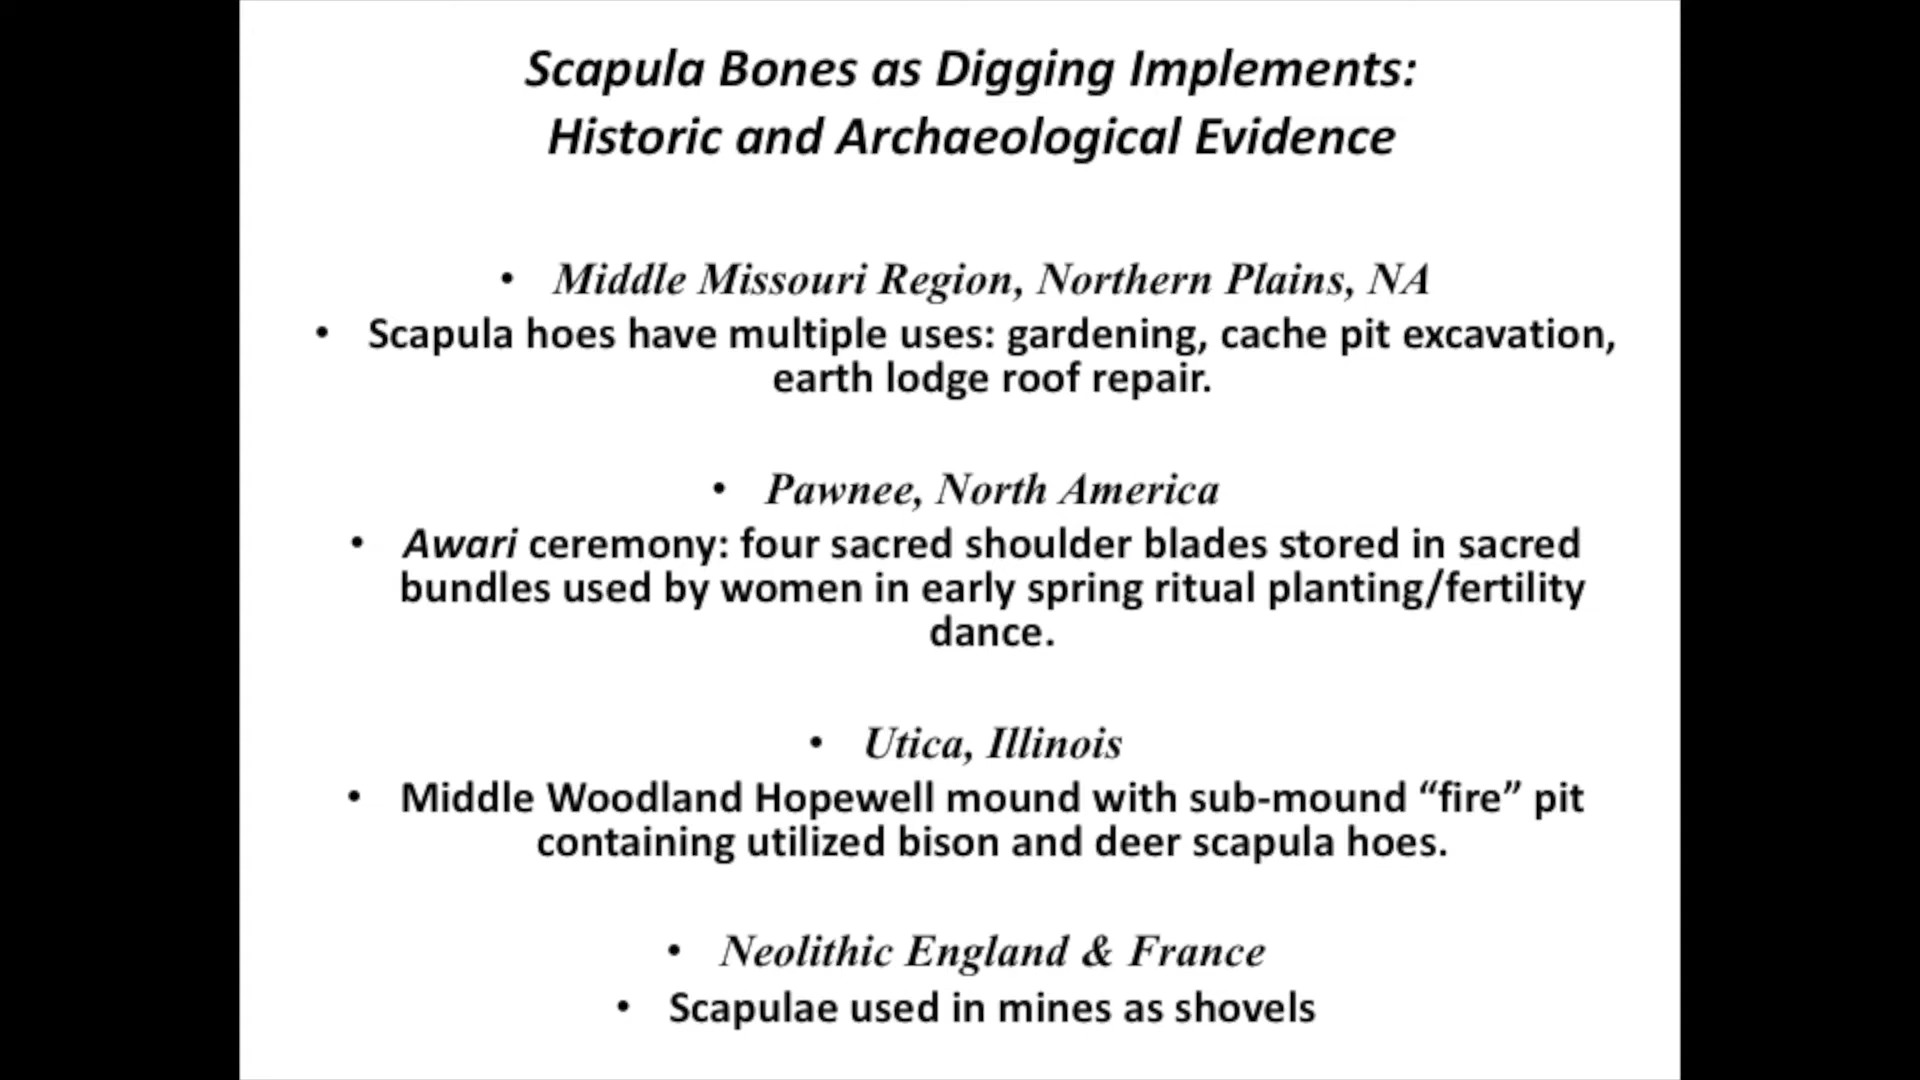 Scapula Bones as Digging Implements:
Historic and Archaeological Evidence
• Middle Missouri Region, Northern Plains, NA
• Scapula hoes have multiple uses: gardening, cache pit excavation,
earth lodge roof repair.
• Pawnee, North America
• Awari ceremony: four sacred shoulder blades stored in sacred
bundles used by women in early spring ritual planting/fertility
dance.
• Utica, Illinois
• Middle Woodland Hopewell mound with sub-mound “fire” pit
containing utilized bison and deer scapula hoes.
• Neolithic England & France
• Scapulae used in mines as shovels